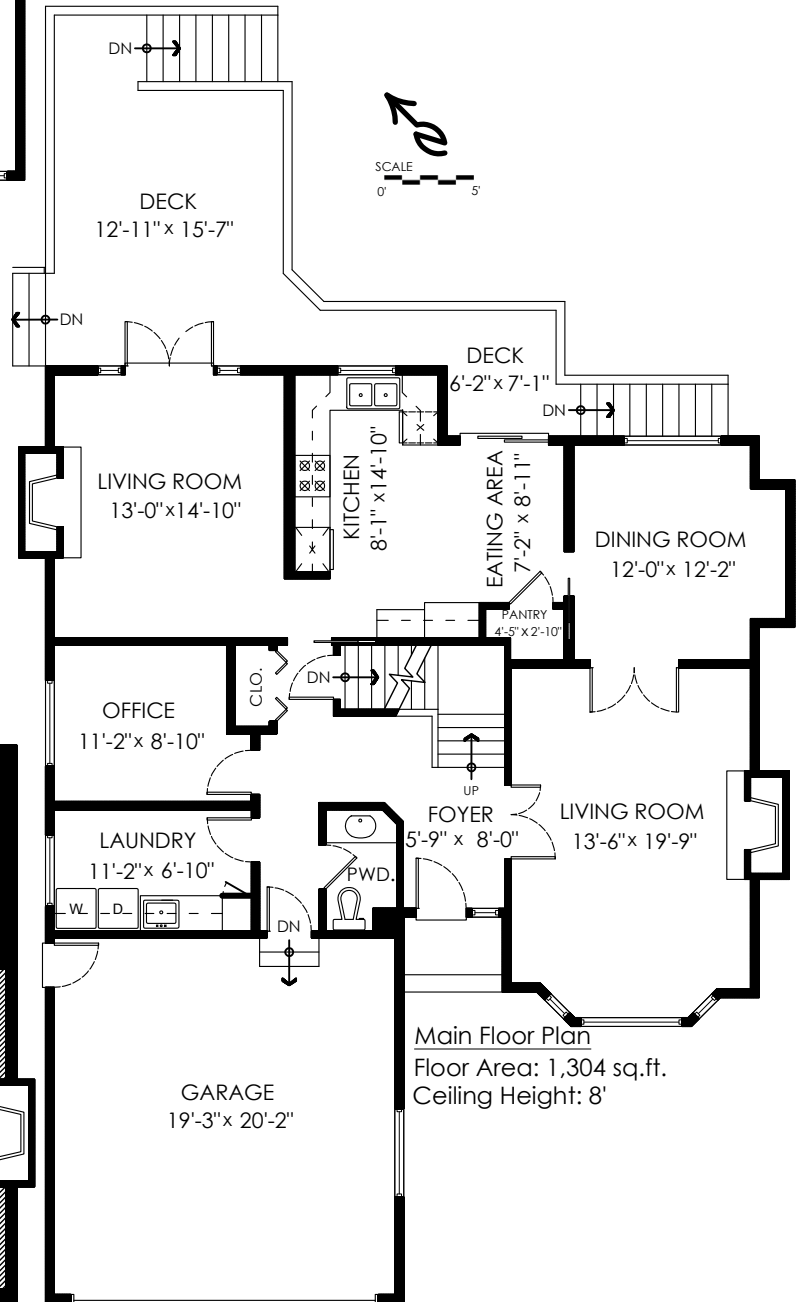 DN
SCALE
0' 5'
DECK
12'-11" x 15'-7"
DN
DECK
6'-2" x 7'-1"
DN
LIVING ROOM
13'-0" x 14'-10"
KITCHEN
8'-1" x 14'-10"
EATING AREA
7'-2" x 8'-11"
DINING ROOM
12'-0" x 12'-2"
PANTRY
4'-5" x 2'-10"
CLO.
DN
OFFICE
11'-2" x 8'-10"
UP
FOYER
5'-9" x 8'-0"
LIVING ROOM
13'-6" x 19'-9"
LAUNDRY
11'-2" x 6'-10"
PWD.
W D
DN
Main Floor Plan
Floor Area: 1,304 sq.ft.
Ceiling Height: 8'
GARAGE
19'-3" x 20'-2"